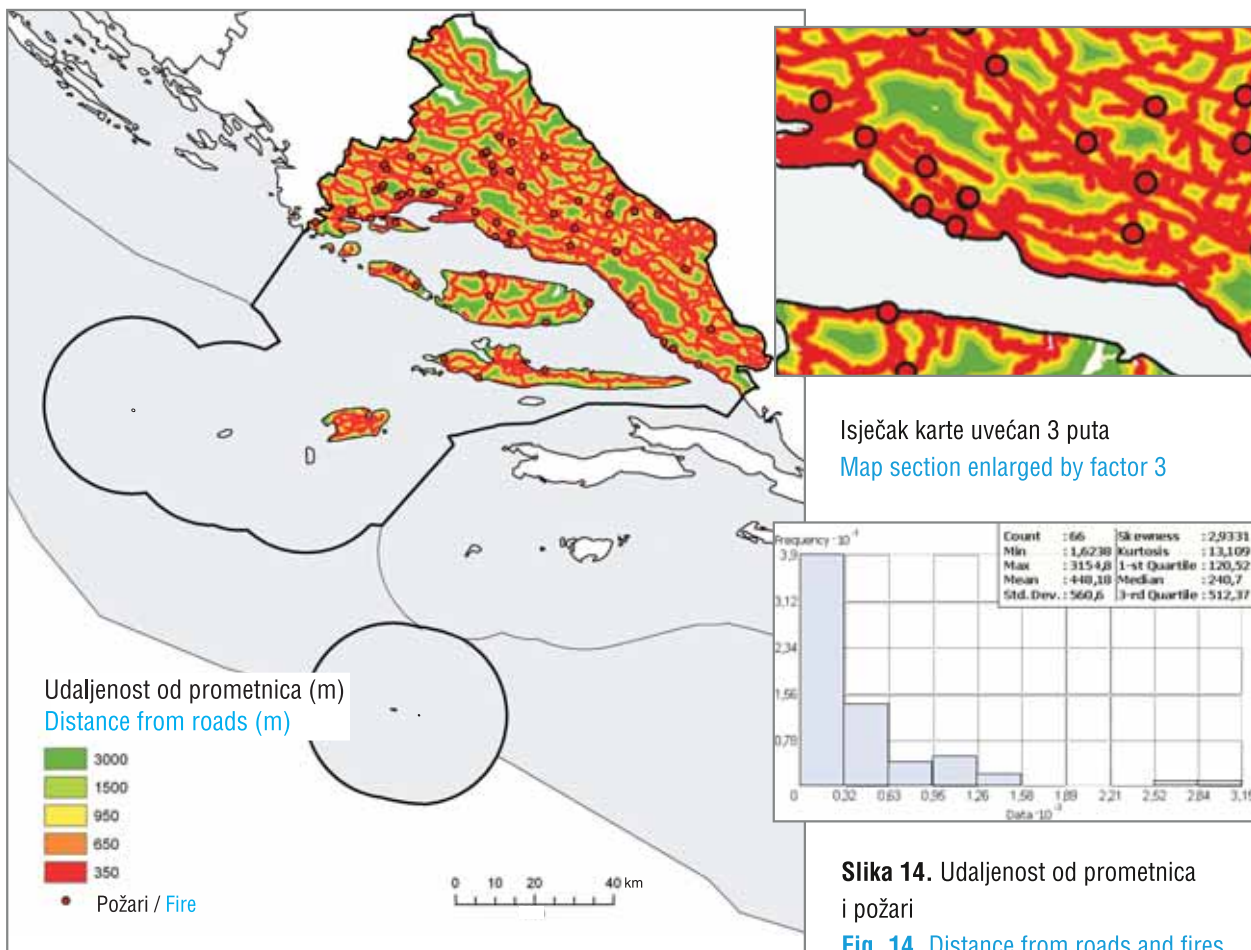 Isječak karte uvećan 3 puta
Map section enlarged by factor 3
Udaljenost od prometnica (m)
Distance from roads (m)
3000
1500
950
650
350
Požari / Fire
0 10 20 40 km
Frequency ·10⁻¹
Count : 66 Skewness : 2,9331
Min : 1,6238 Kurtosis : 13,109
Max : 3154,8 1-st Quartile : 120,52
Mean : 448,18 Median : 240,7
Std. Dev. : 560,6 3-rd Quartile : 512,37
3,9
3,12
2,34
1,56
0,78
0 0,32 0,63 0,95 1,26 1,58 1,89 2,21 2,52 2,84 3,15
Data ·10⁻³
Slika 14. Udaljenost od prometnica
i požari
Fig. 14. Distance from roads and fires